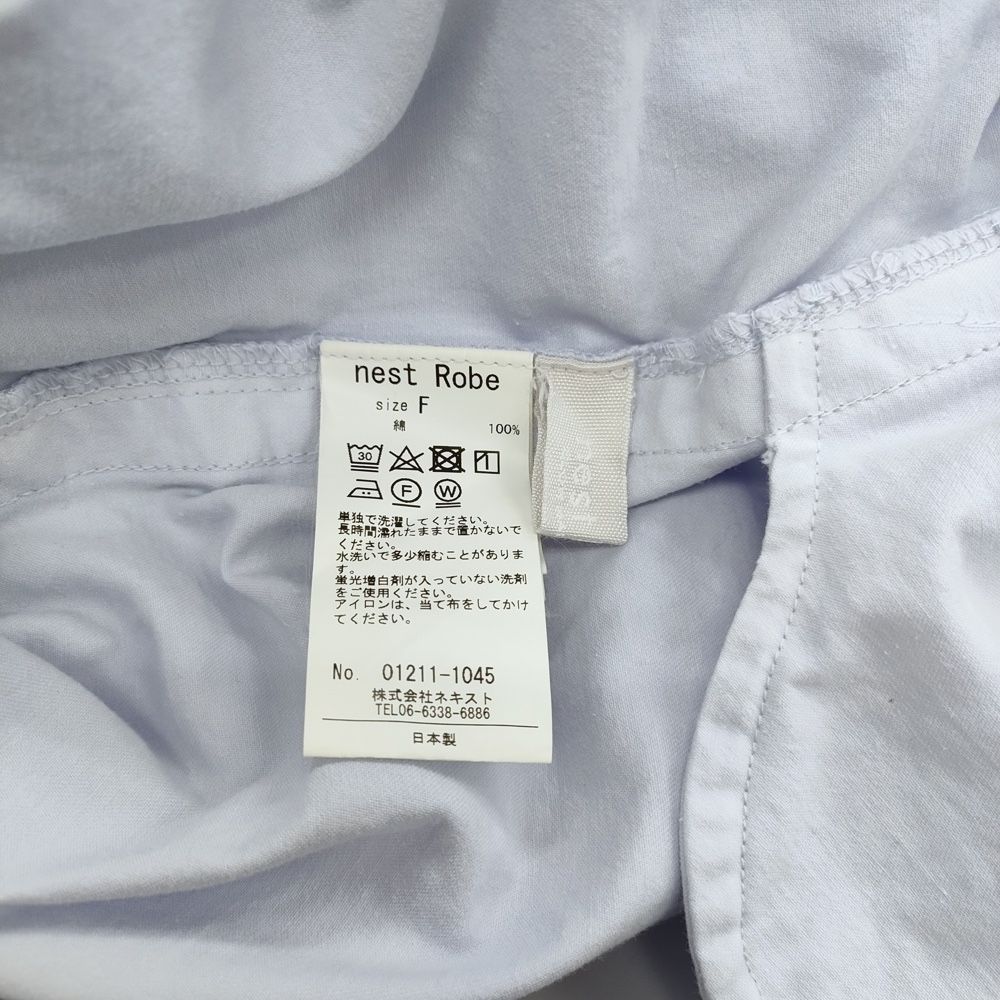 nest Robe
size F
綿 100%
30
1
F W
単独で洗濯してください。
長時間濡れたままで置かないで
ください。
水洗いで多少縮むことがありま
す。
蛍光増白剤が入っていない洗剤
をご使用ください。
アイロンは、当て布をしてかけ
てください。
No. 01211-1045
株式会社ネキスト
TEL06-6338-6886
日本製